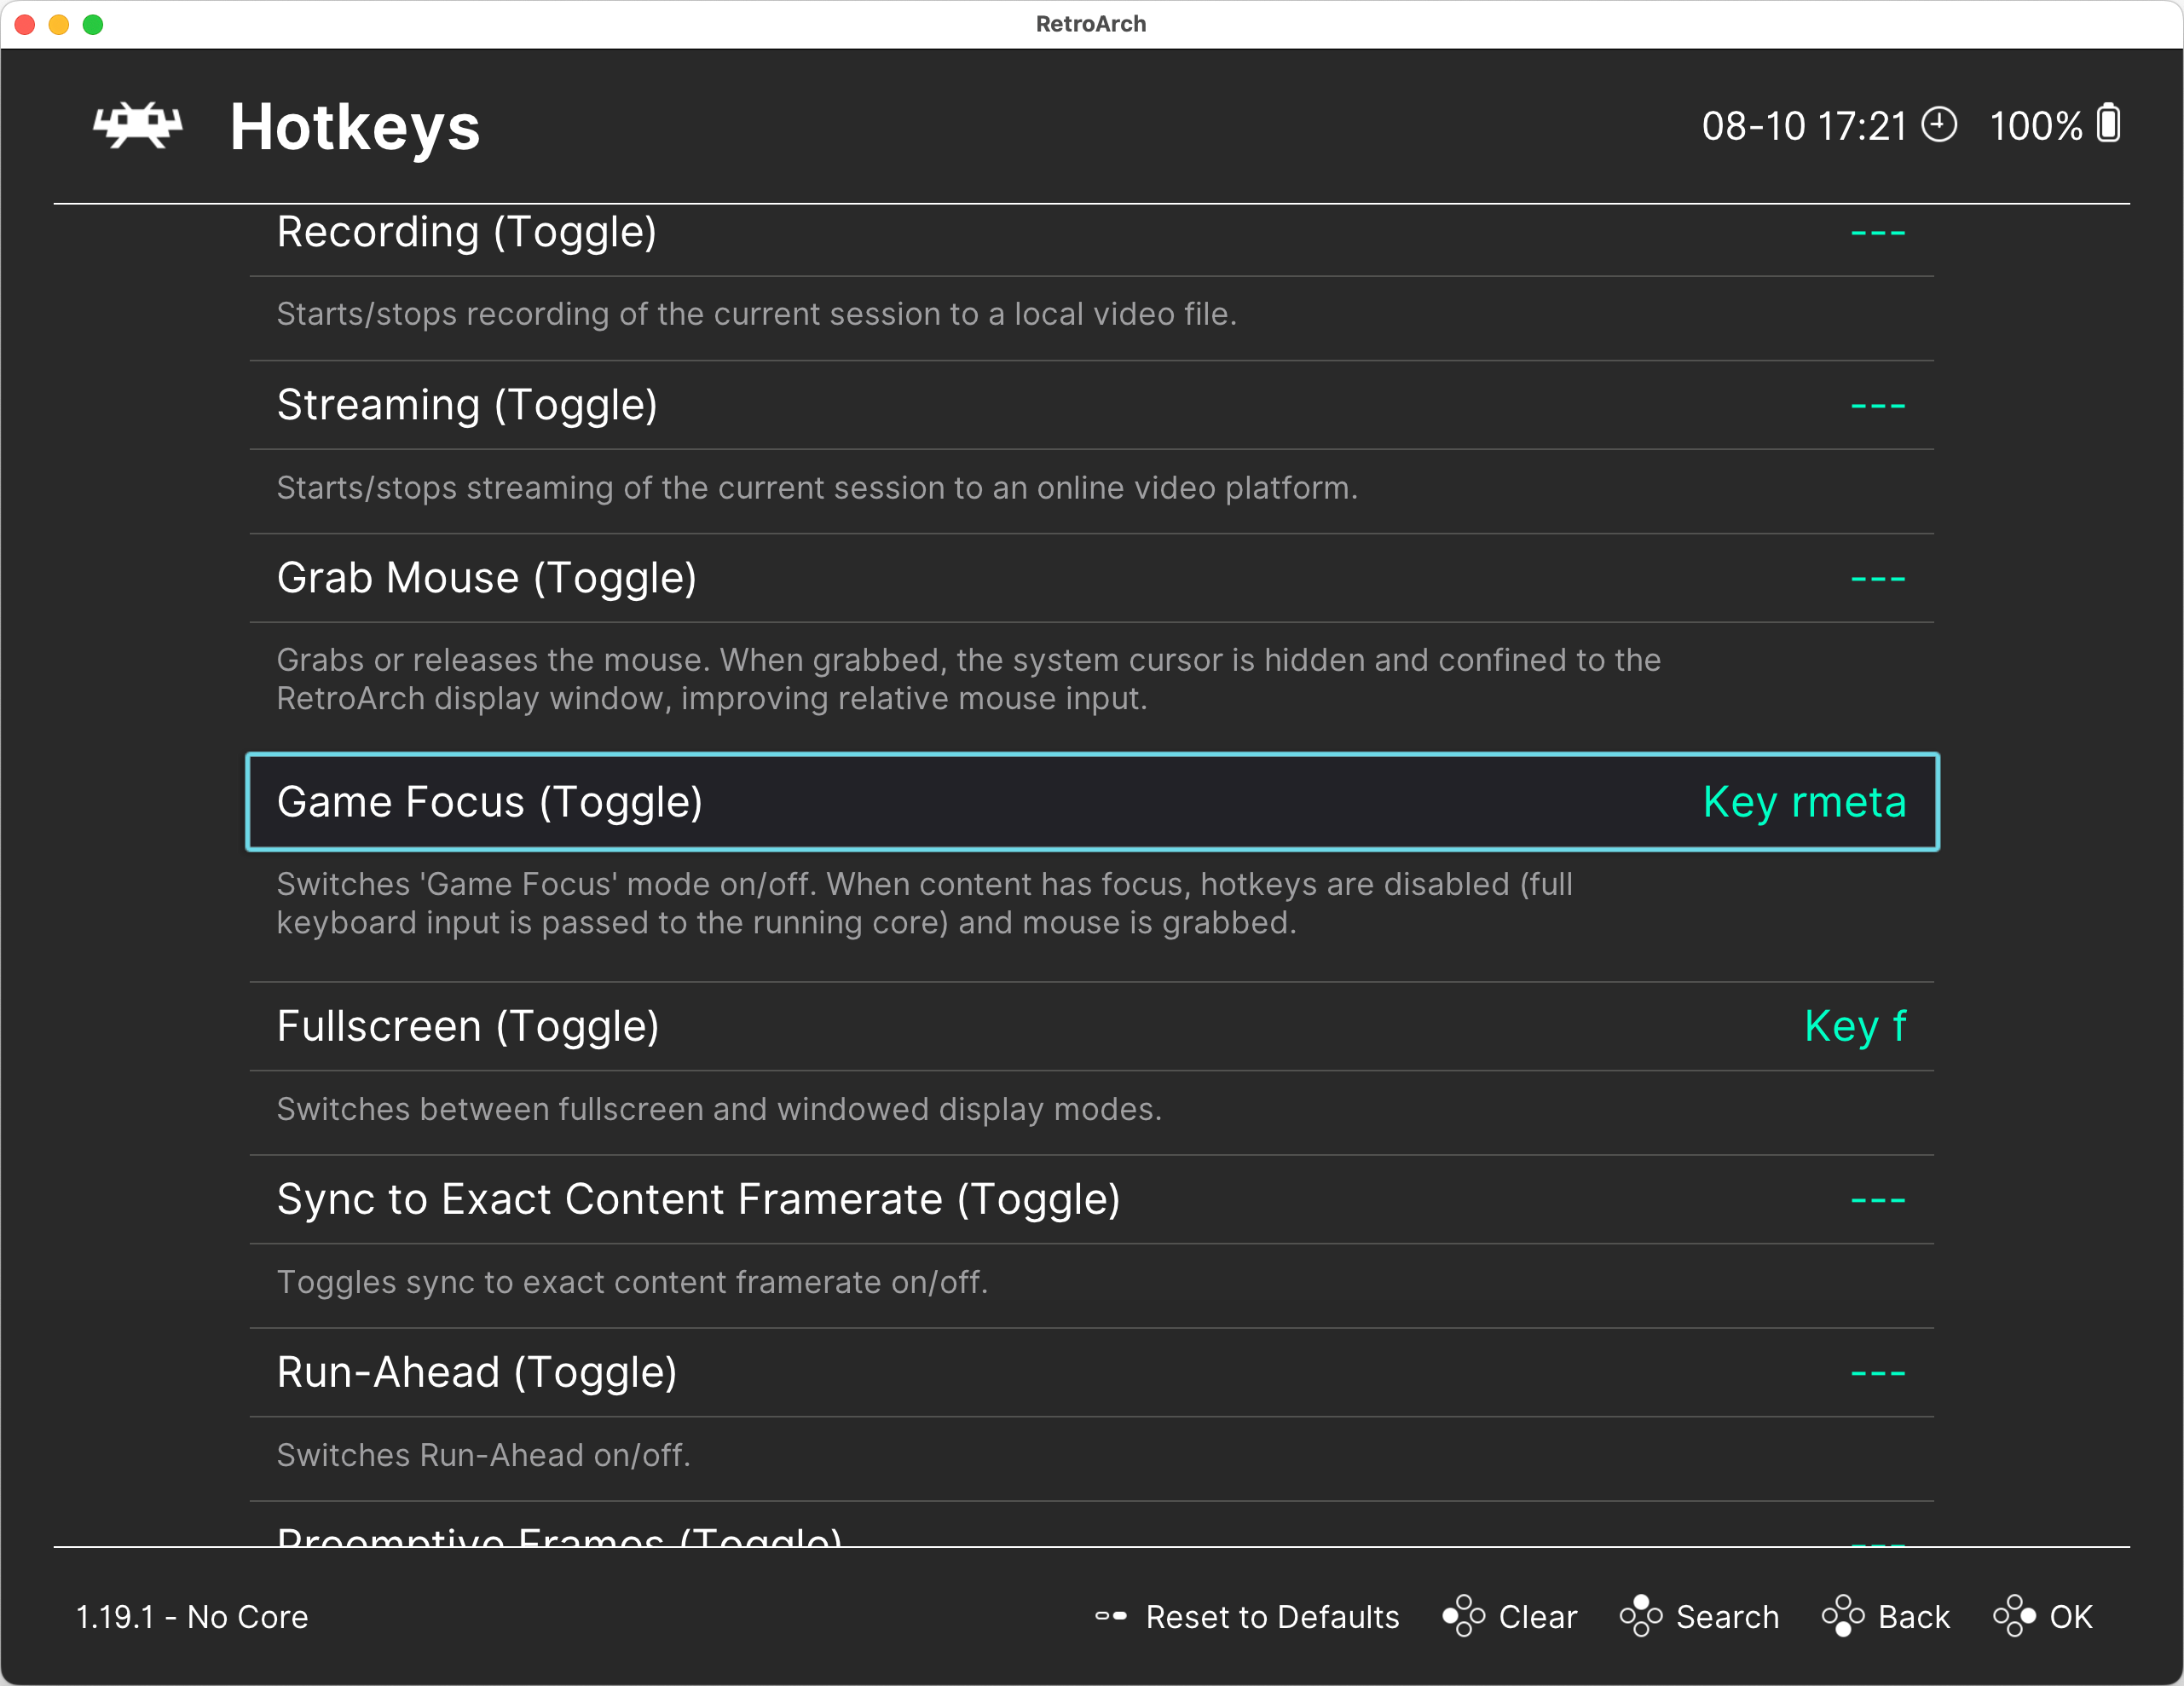 RetroArch
Hotkeys
08-10 17:21 100%
Recording (Toggle) ---
Starts/stops recording of the current session to a local video file.
Streaming (Toggle) ---
Starts/stops streaming of the current session to an online video platform.
Grab Mouse (Toggle) ---
Grabs or releases the mouse. When grabbed, the system cursor is hidden and confined to the
RetroArch display window, improving relative mouse input.
Game Focus (Toggle) Key rmeta
Switches 'Game Focus' mode on/off. When content has focus, hotkeys are disabled (full
keyboard input is passed to the running core) and mouse is grabbed.
Fullscreen (Toggle) Key f
Switches between fullscreen and windowed display modes.
Sync to Exact Content Framerate (Toggle) ---
Toggles sync to exact content framerate on/off.
Run-Ahead (Toggle) ---
Switches Run-Ahead on/off.
Preemptive Frames (Toggle) ---
1.19.1 - No Core Reset to Defaults Clear Search Back OK